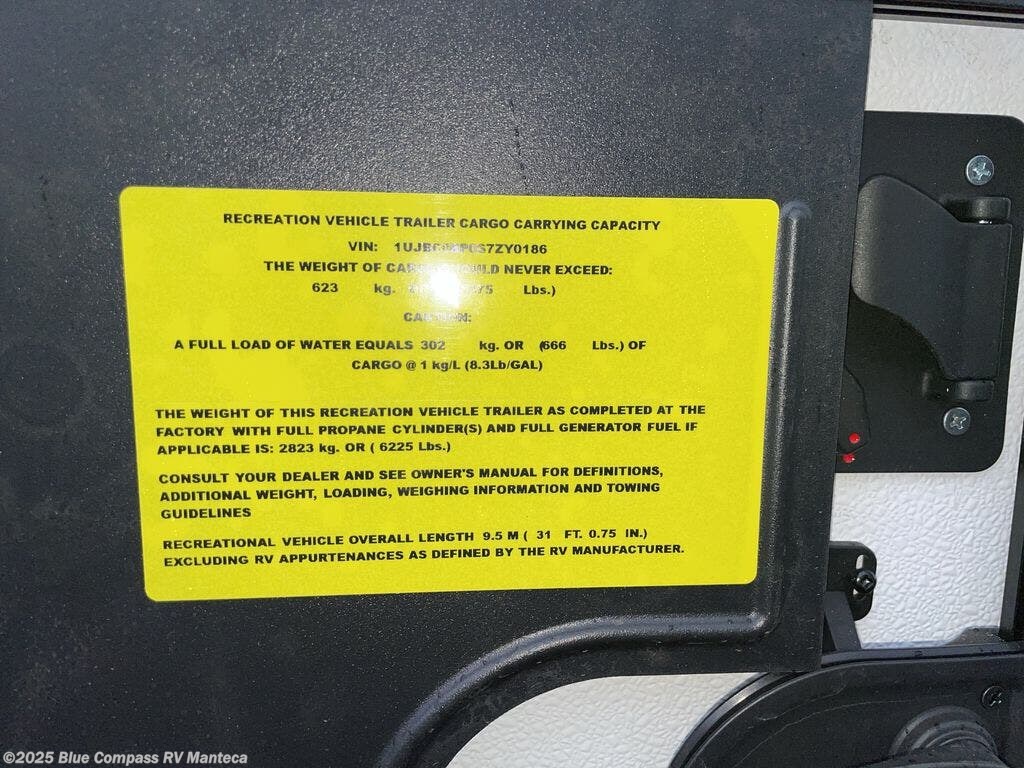 RECREATION VEHICLE TRAILER CARGO CARRYING CAPACITY
VIN:
THE WEIGHT OF NEVER EXCEED:
623 kg. Lbs.)
A FULL LOAD OF WATER EQUALS 302 kg. OR (666 Lbs.) OF
CARGO @ 1 kg/L (8.3Lb/GAL)
THE WEIGHT OF THIS RECREATION VEHICLE TRAILER AS COMPLETED AT THE
FACTORY WITH FULL PROPANE CYLINDER(S) AND FULL GENERATOR FUEL IF
APPLICABLE IS: 2823 kg. OR ( 6225 Lbs.)
CONSULT YOUR DEALER AND SEE OWNER'S MANUAL FOR DEFINITIONS,
ADDITIONAL WEIGHT, LOADING, WEIGHING INFORMATION AND TOWING
GUIDELINES
RECREATIONAL VEHICLE OVERALL LENGTH 9.5 M ( 31 FT. 0.75 IN.)
EXCLUDING RV APPURTENANCES AS DEFINED BY THE RV MANUFACTURER.
©2025 Blue Compass RV Manteca